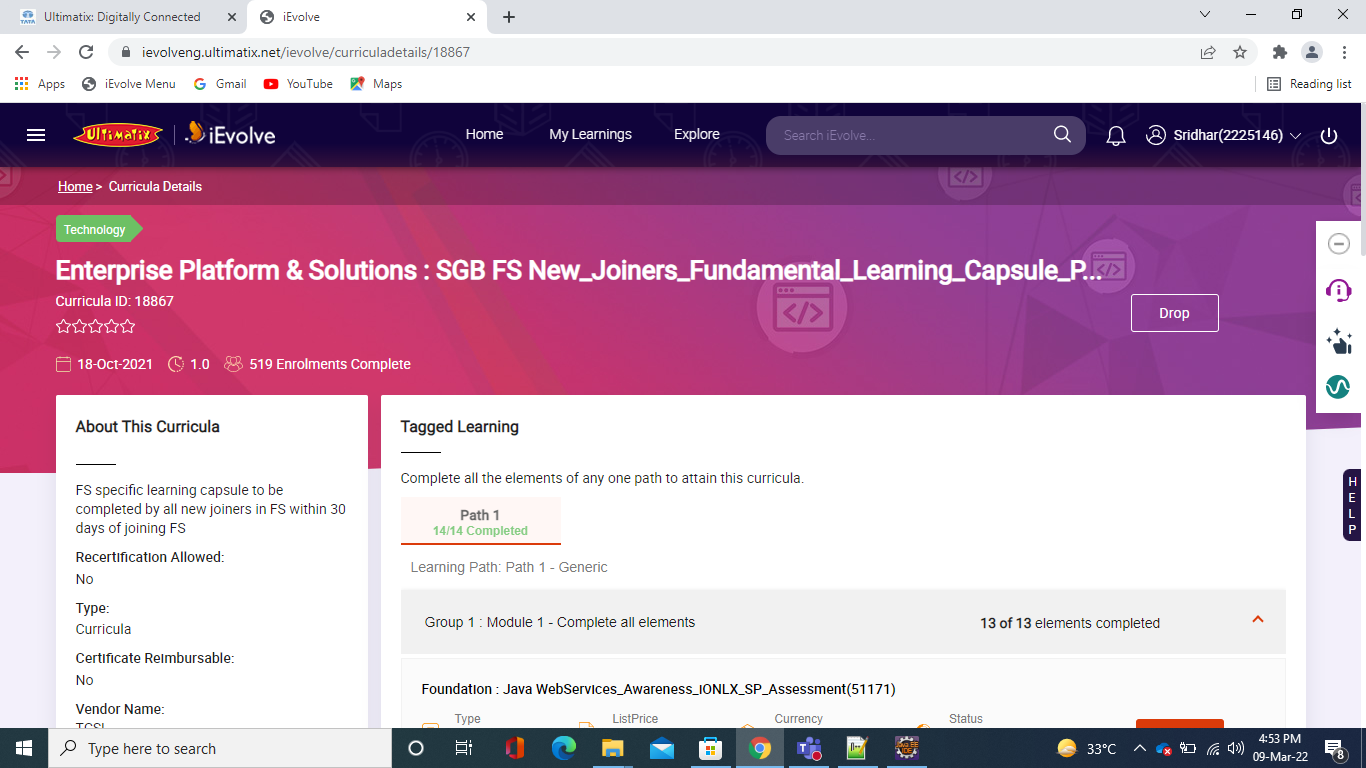 Ultimatix: Digitally Connected
iEvolve
ievolveng.ultimatix.net/ievolve/curriculadetails/18867
Apps iEvolve Menu Gmail YouTube Maps Reading list
Ultimatix iEvolve Home My Learnings Explore Search iEvolve... Sridhar(2225146)
Home > Curricula Details
Technology
Enterprise Platform & Solutions : SGB FS New_Joiners_Fundamental_Learning_Capsule_P...
Curricula ID: 18867
Drop
18-Oct-2021 1.0 519 Enrolments Complete
About This Curricula
FS specific learning capsule to be
completed by all new joiners in FS within 30
days of joining FS
Recertification Allowed:
No
Type:
Curricula
Certificate Reimbursable:
No
Vendor Name:
TCSL
Tagged Learning
Complete all the elements of any one path to attain this curricula.
Path 1
14/14 Completed
Learning Path: Path 1 - Generic
Group 1 : Module 1 - Complete all elements 13 of 13 elements completed
Foundation : Java WebServices_Awareness_iONLX_SP_Assessment(51171)
Type ListPrice Currency Status
HELP
Type here to search
33°C
4:53 PM
09-Mar-22
8